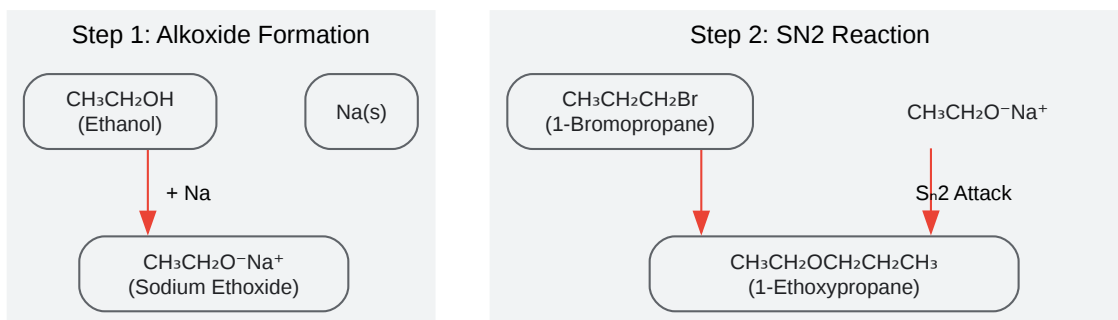 Step 1: Alkoxide Formation
CH₃CH₂OH
(Ethanol)
Na(s)
+ Na
CH₃CH₂O⁻Na⁺
(Sodium Ethoxide)
Step 2: SN2 Reaction
CH₃CH₂CH₂Br
(1-Bromopropane)
CH₃CH₂O⁻Na⁺
Sₙ2 Attack
CH₃CH₂OCH₂CH₂CH₃
(1-Ethoxypropane)